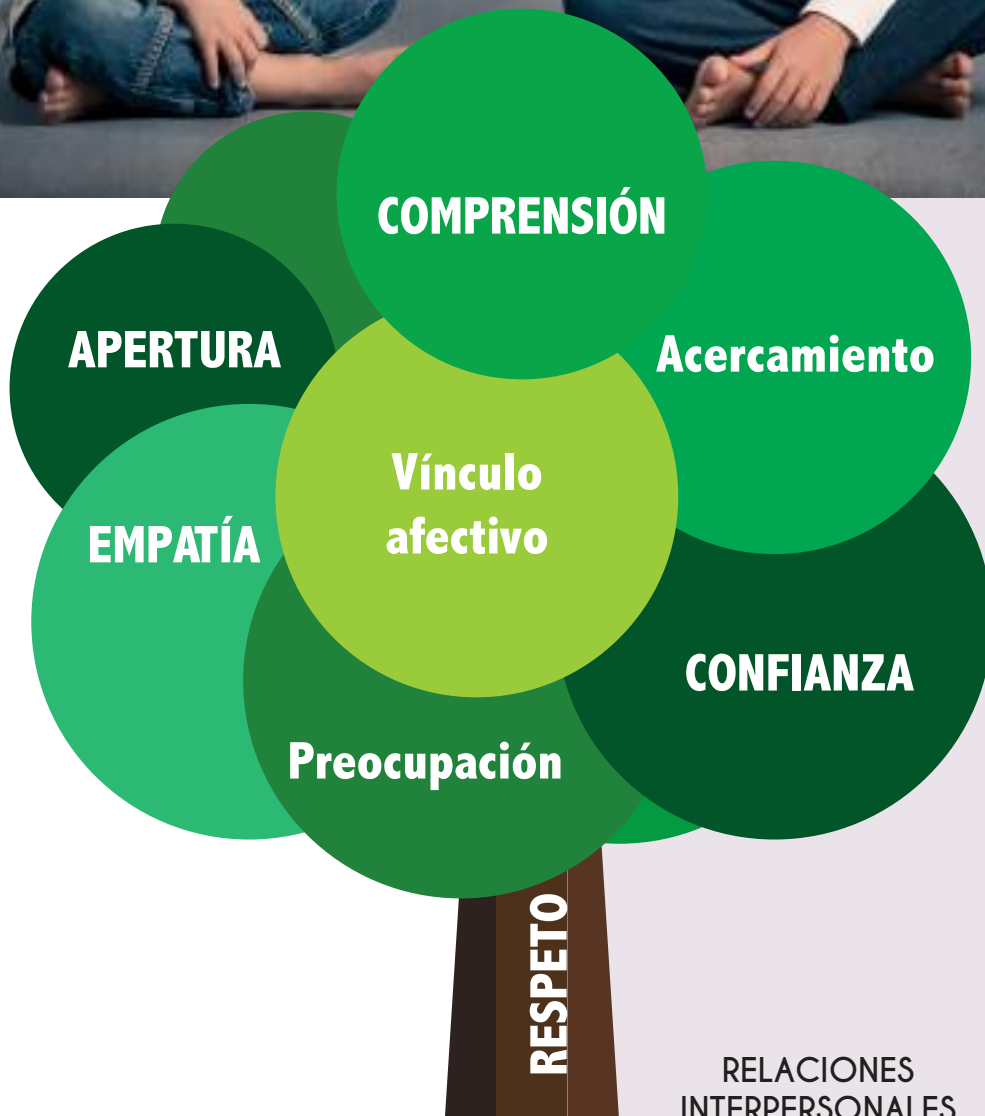 COMPRENSIÓN
APERTURA
Acercamiento
Vínculo
afectivo
EMPATÍA
CONFIANZA
Preocupación
RESPETO
RELACIONES
INTERPERSONALES